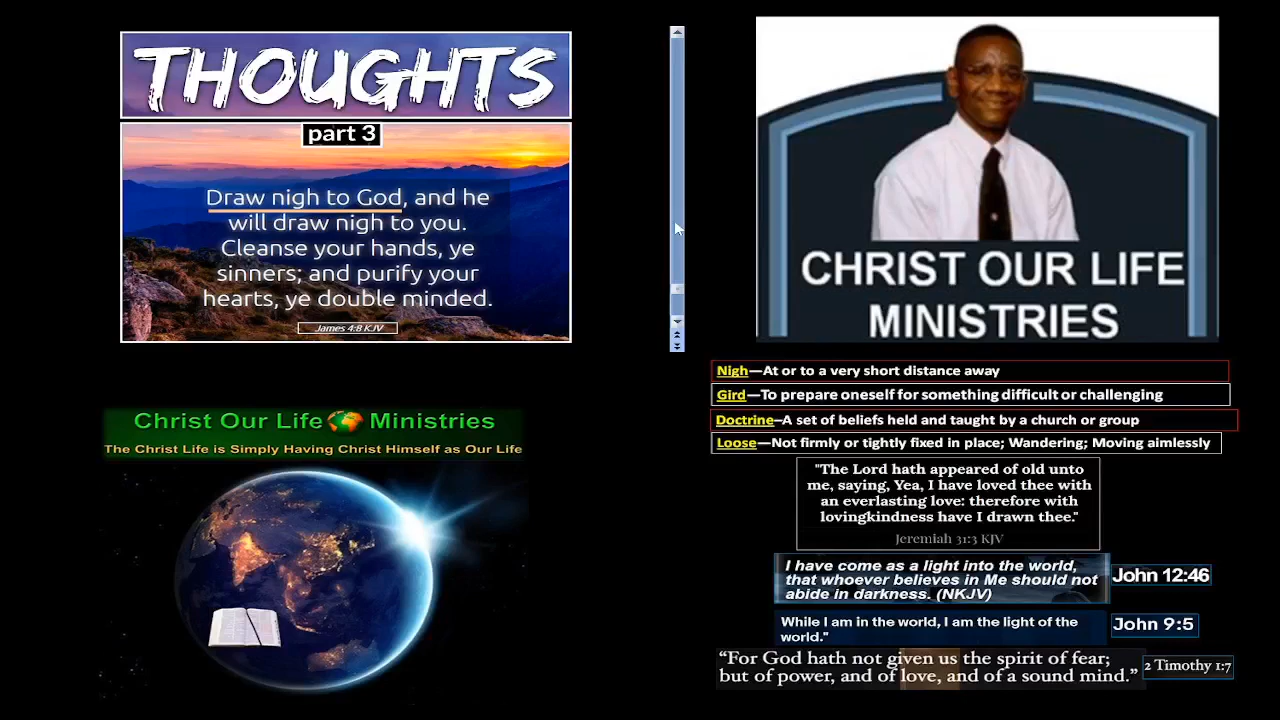 THOUGHTS
part 3
Draw nigh to God, and he
will draw nigh to you.
Cleanse your hands, ye
sinners; and purify your
hearts, ye double minded.
James 4:8 KJV
CHRIST OUR LIFE
MINISTRIES
Christ Our Life Ministries
The Christ Life is Simply Having Christ Himself as Our Life
Nigh—At or to a very short distance away
Gird—To prepare oneself for something difficult or challenging
Doctrine–A set of beliefs held and taught by a church or group
Loose—Not firmly or tightly fixed in place; Wandering; Moving aimlessly
"The Lord hath appeared of old unto
me, saying, Yea, I have loved thee with
an everlasting love: therefore with
lovingkindness have I drawn thee."
Jeremiah 31:3 KJV
I have come as a light into the world,
that whoever believes in Me should not
abide in darkness. (NKJV)
John 12:46
While I am in the world, I am the light of the
world."
John 9:5
“For God hath not given us the spirit of fear;
but of power, and of love, and of a sound mind.”
2 Timothy 1:7